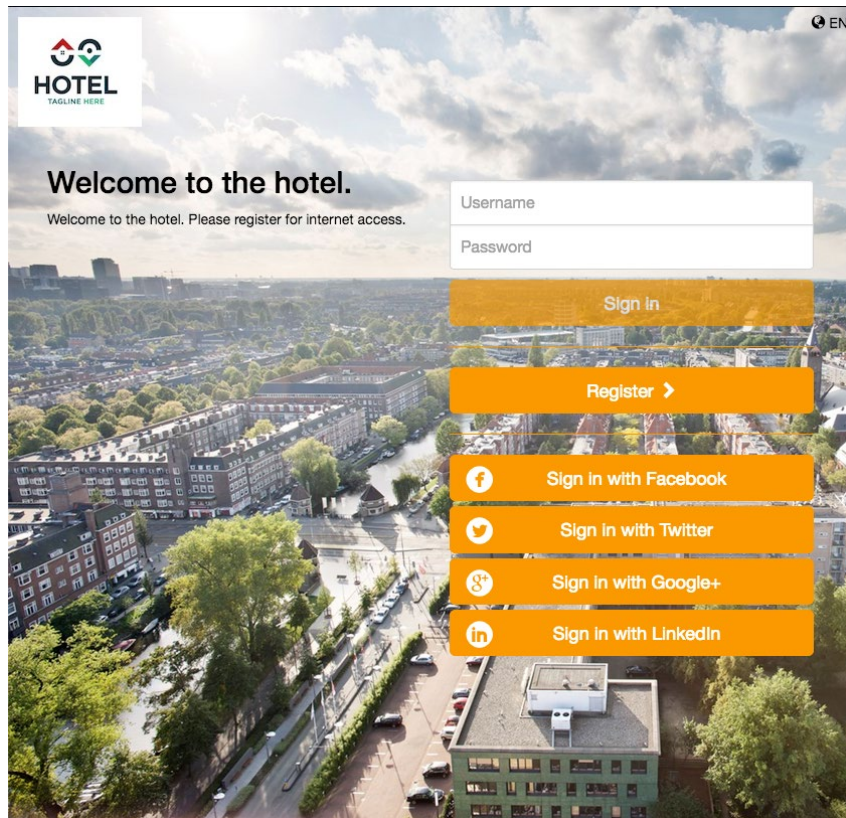 EN
HOTEL
TAGLINE HERE
Welcome to the hotel.
Welcome to the hotel. Please register for internet access.
Username
Password
Sign in
Register
Sign in with Facebook
Sign in with Twitter
Sign in with Google+
Sign in with LinkedIn